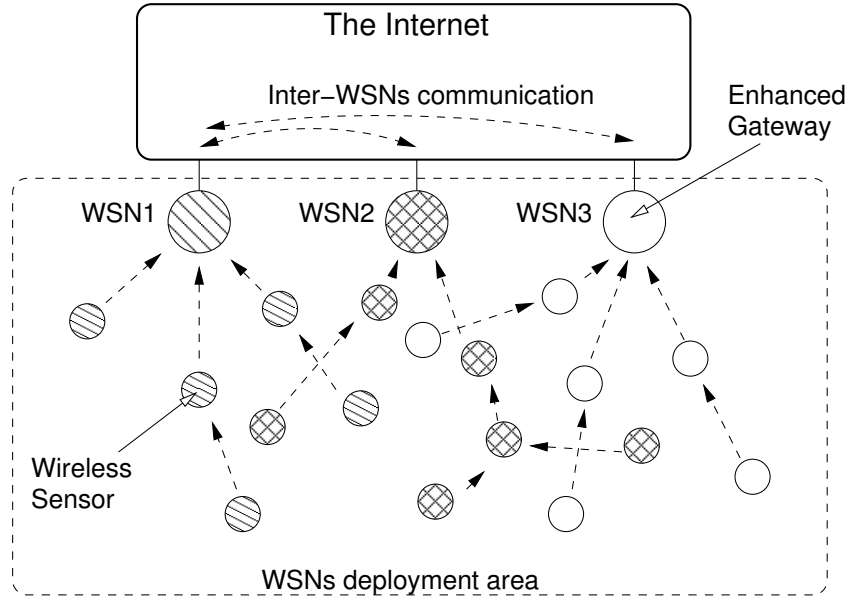 The Internet
Inter−WSNs communication
Enhanced
Gateway
WSN1
WSN2
WSN3
Wireless
Sensor
WSNs deployment area